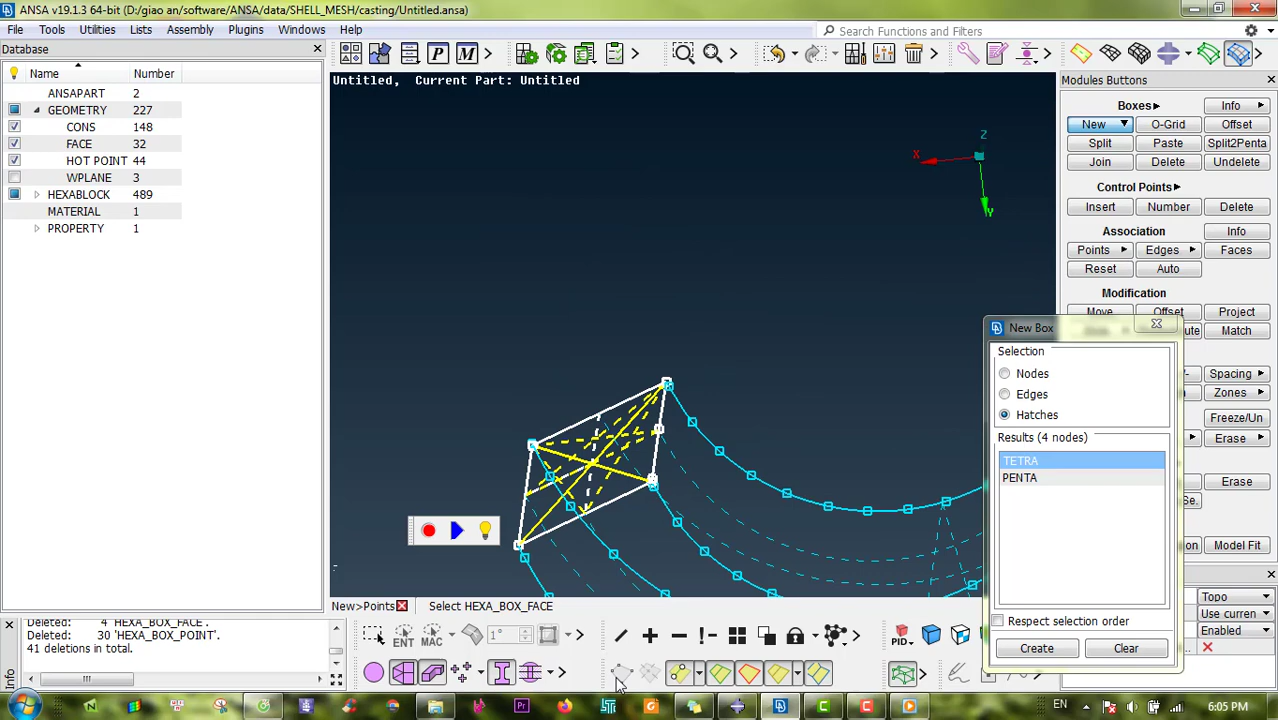 ANSA v19.1.3 64-bit (D:/giao an/software/ANSA/data/SHELL_MESH/casting/Untitled.ansa)
File Tools Utilities Lists Assembly Plugins Windows Help
Search Functions and Filters
Database
Name Number
ANSAPART 2
GEOMETRY 227
CONS 148
FACE 32
HOT POINT 44
WPLANE 3
HEXABLOCK 489
MATERIAL 1
PROPERTY 1
Untitled, Current Part: Untitled
Z
X
Y
Modules Buttons
Boxes Info
New O-Grid Offset
Split Paste Split2Penta
Join Delete Undelete
Control Points
Insert Number Delete
Association Info
Points Edges Faces
Reset Auto
Modification
Move Offset Project
Match
Spacing
Zones
Freeze/Un
Erase
Erase
Se.
Model Fit
New Box
Selection
Nodes
Edges
Hatches
Results (4 nodes)
TETRA
PENTA
Respect selection order
Create Clear
Topo
Use curren
Enabled
New>Points Select HEXA_BOX_FACE
Deleted: 4 'HEXA_BOX_FACE'.
Deleted: 30 'HEXA_BOX_POINT'.
41 deletions in total.
Info
ENT MAC 1°
PID
EN 6:05 PM